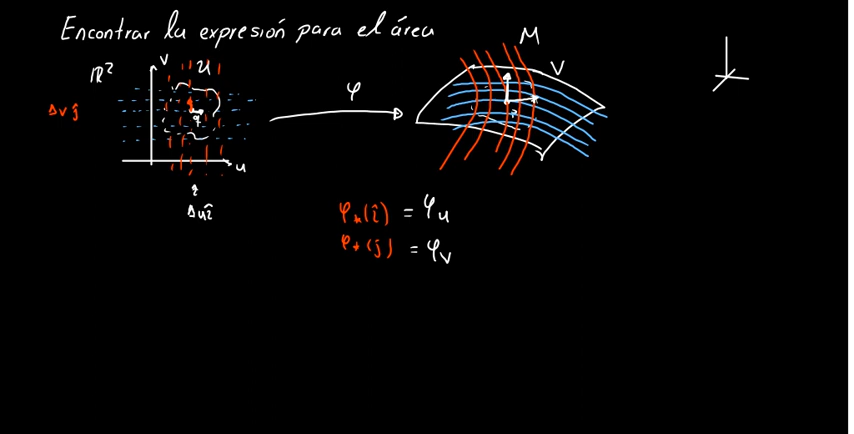 Encontrar la expresión para el área
ℝ² v 𝒰 φ M V
Δv ĵ q p
u
Δu î
φ*(î) = φᵤ
φ*(ĵ) = φᵥ